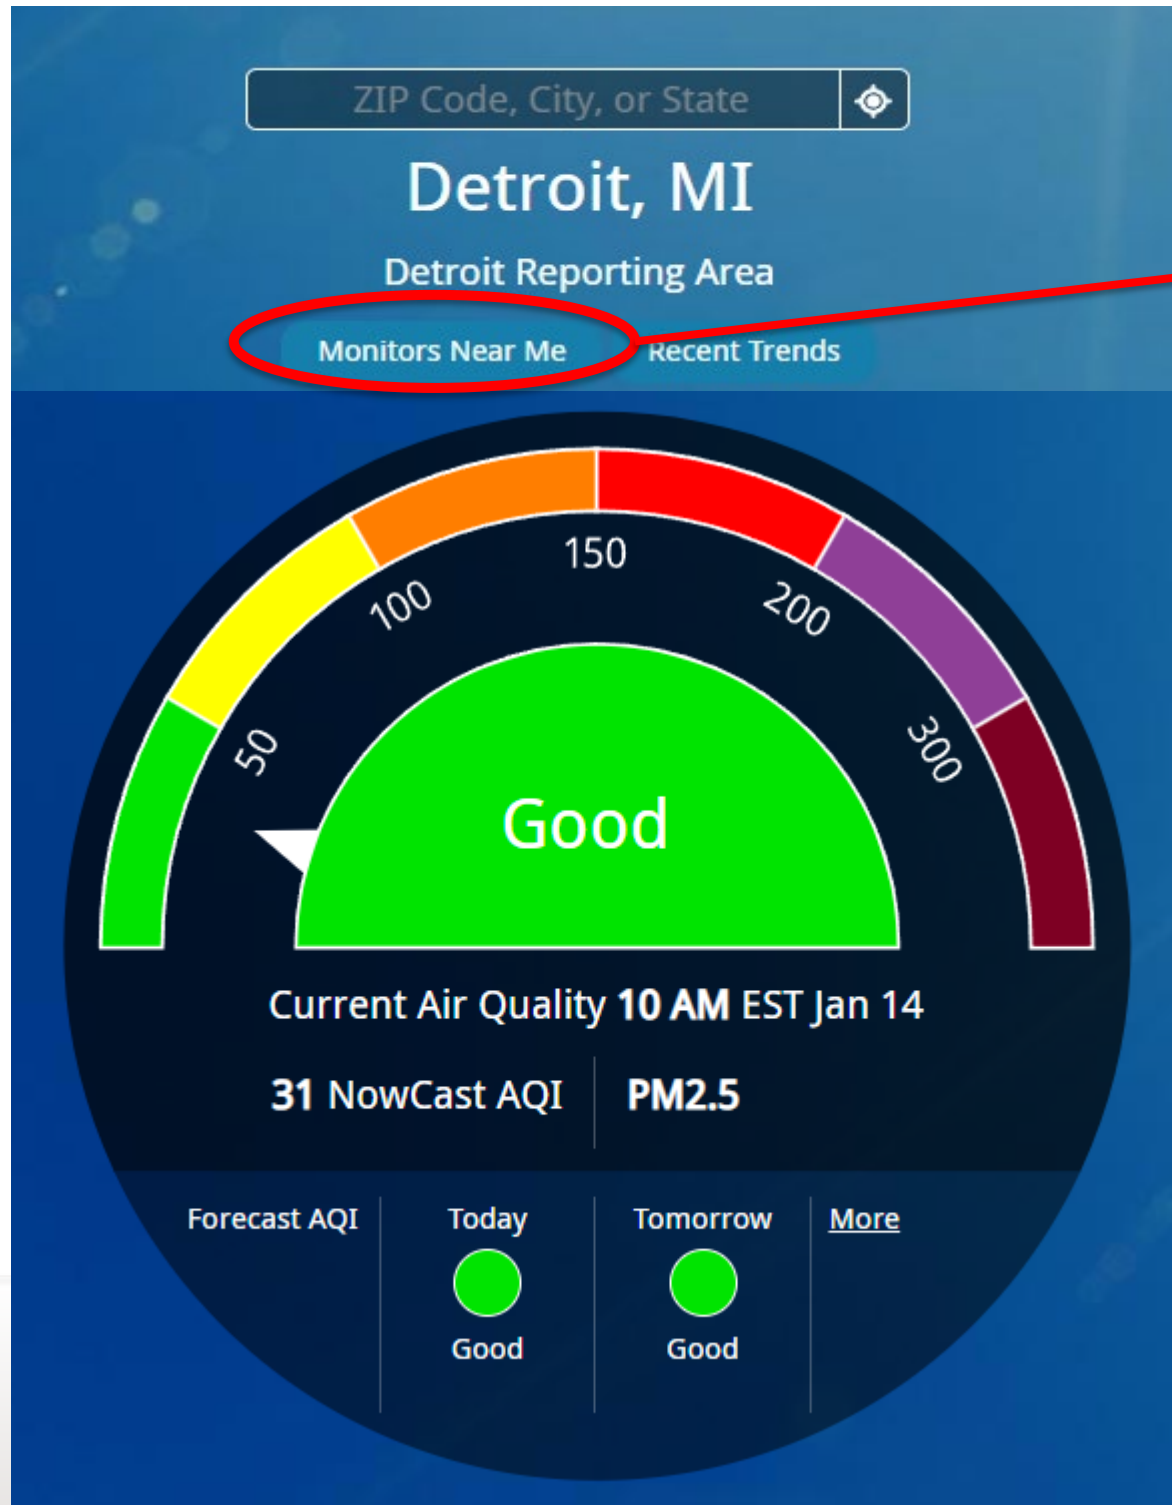 ZIP Code, City, or State
Detroit, MI
Detroit Reporting Area
Monitors Near Me Recent Trends
50 100 150 200 300
Good
Current Air Quality 10 AM EST Jan 14
31 NowCast AQI PM2.5
Forecast AQI Today Tomorrow More
Good Good